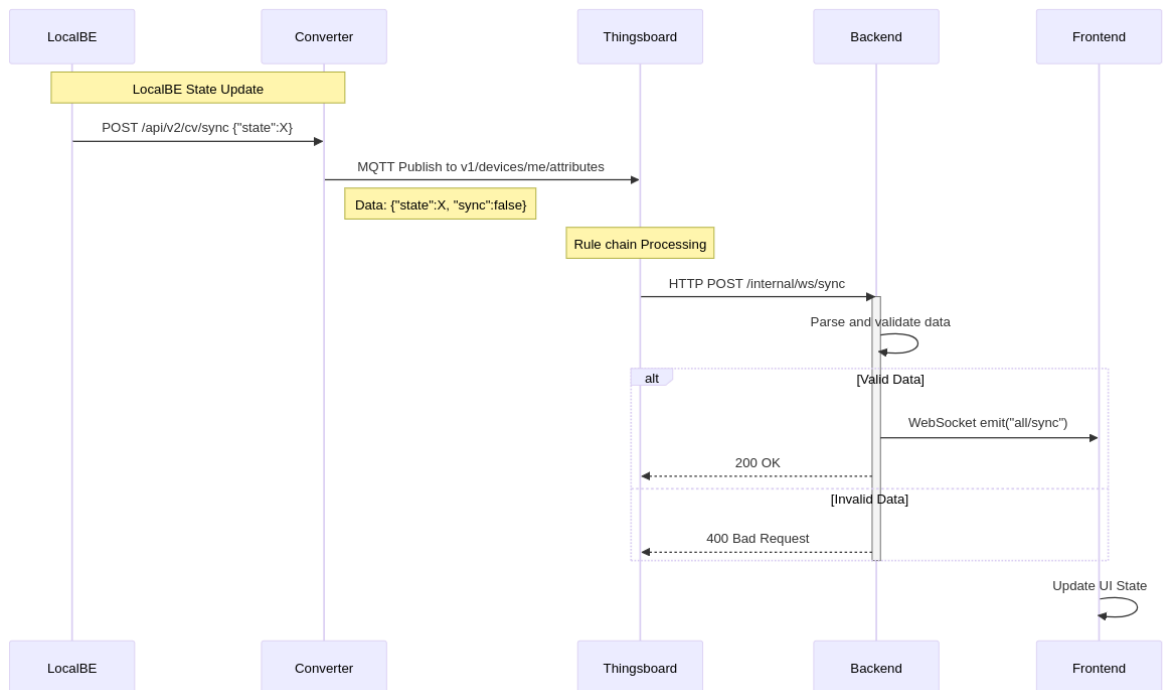 LocalBE
Converter
Thingsboard
Backend
Frontend
LocalBE State Update
POST /api/v2/cv/sync {"state":X}
MQTT Publish to v1/devices/me/attributes
Data: {"state":X, "sync":false}
Rule chain Processing
HTTP POST /internal/ws/sync
Parse and validate data
alt
[Valid Data]
WebSocket emit("all/sync")
200 OK
[Invalid Data]
400 Bad Request
Update UI State
LocalBE
Converter
Thingsboard
Backend
Frontend